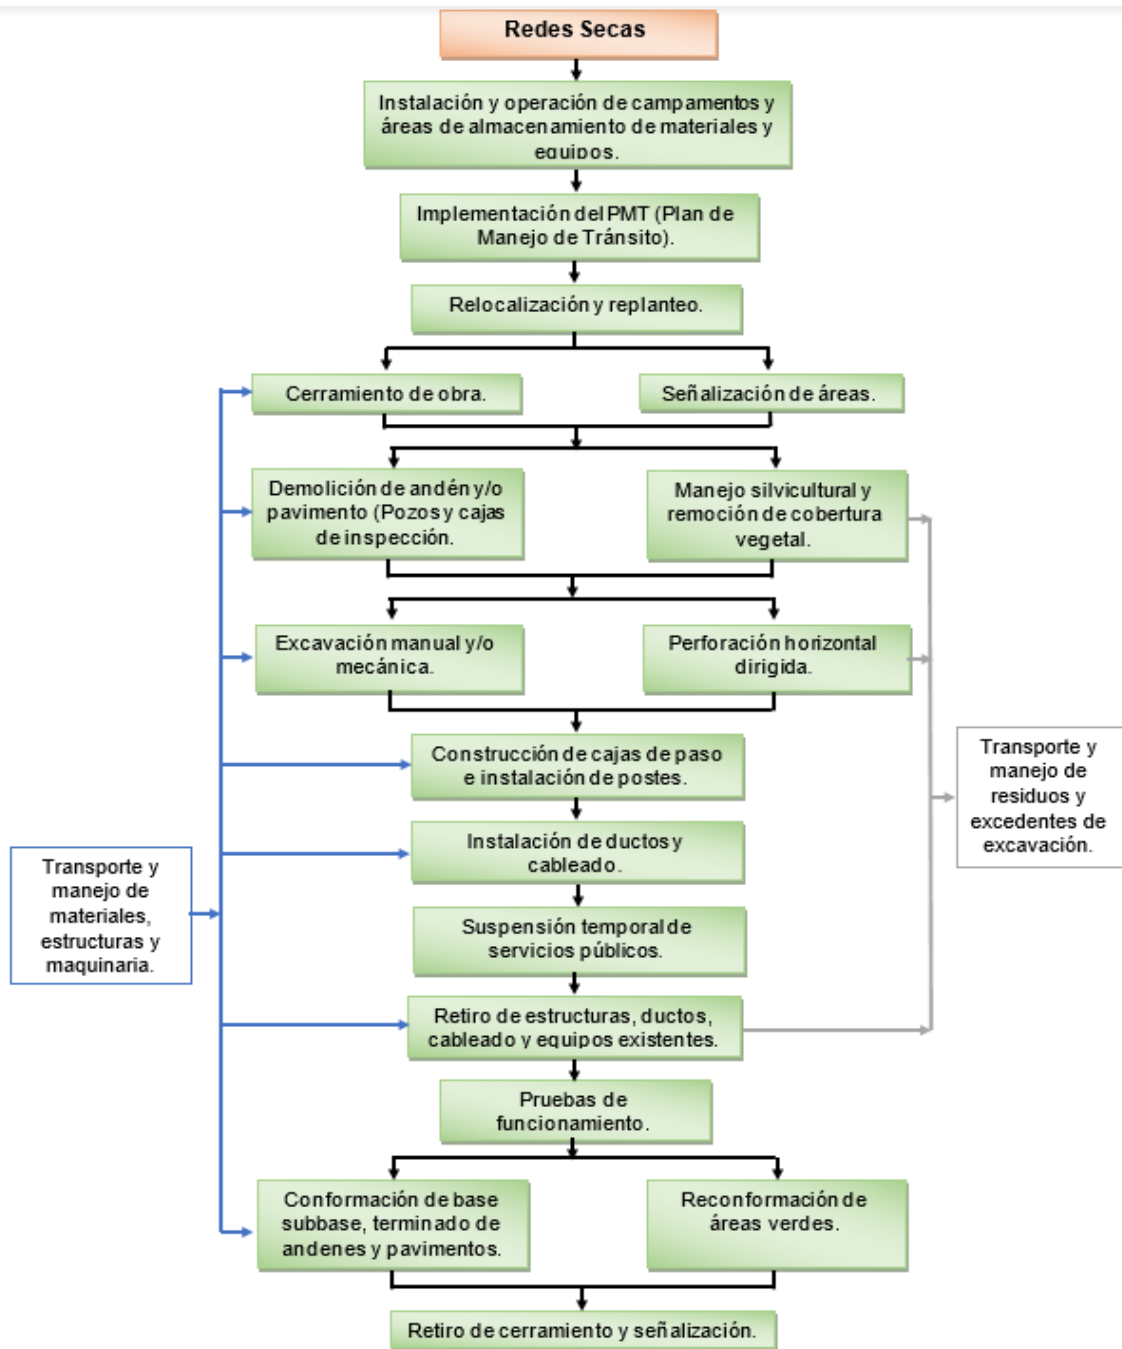 Redes Secas
Instalación y operación de campamentos y
áreas de almacenamiento de materiales y
equipos.
Implementación del PMT (Plan de
Manejo de Tránsito).
Relocalización y replanteo.
Cerramiento de obra.
Señalización de áreas.
Demolición de andén y/o
pavimento (Pozos y cajas
de inspección.
Manejo silvicultural y
remoción de cobertura
vegetal.
Excavación manual y/o
mecánica.
Perforación horizontal
dirigida.
Construcción de cajas de paso
e instalación de postes.
Transporte y
manejo de
residuos y
excedentes de
excavación.
Instalación de ductos y
cableado.
Transporte y
manejo de
materiales,
estructuras y
maquinaria.
Suspensión temporal de
servicios públicos.
Retiro de estructuras, ductos,
cableado y equipos existentes.
Pruebas de
funcionamiento.
Conformación de base
subbase, terminado de
andenes y pavimentos.
Reconformación de
áreas verdes.
Retiro de cerramiento y señalización.